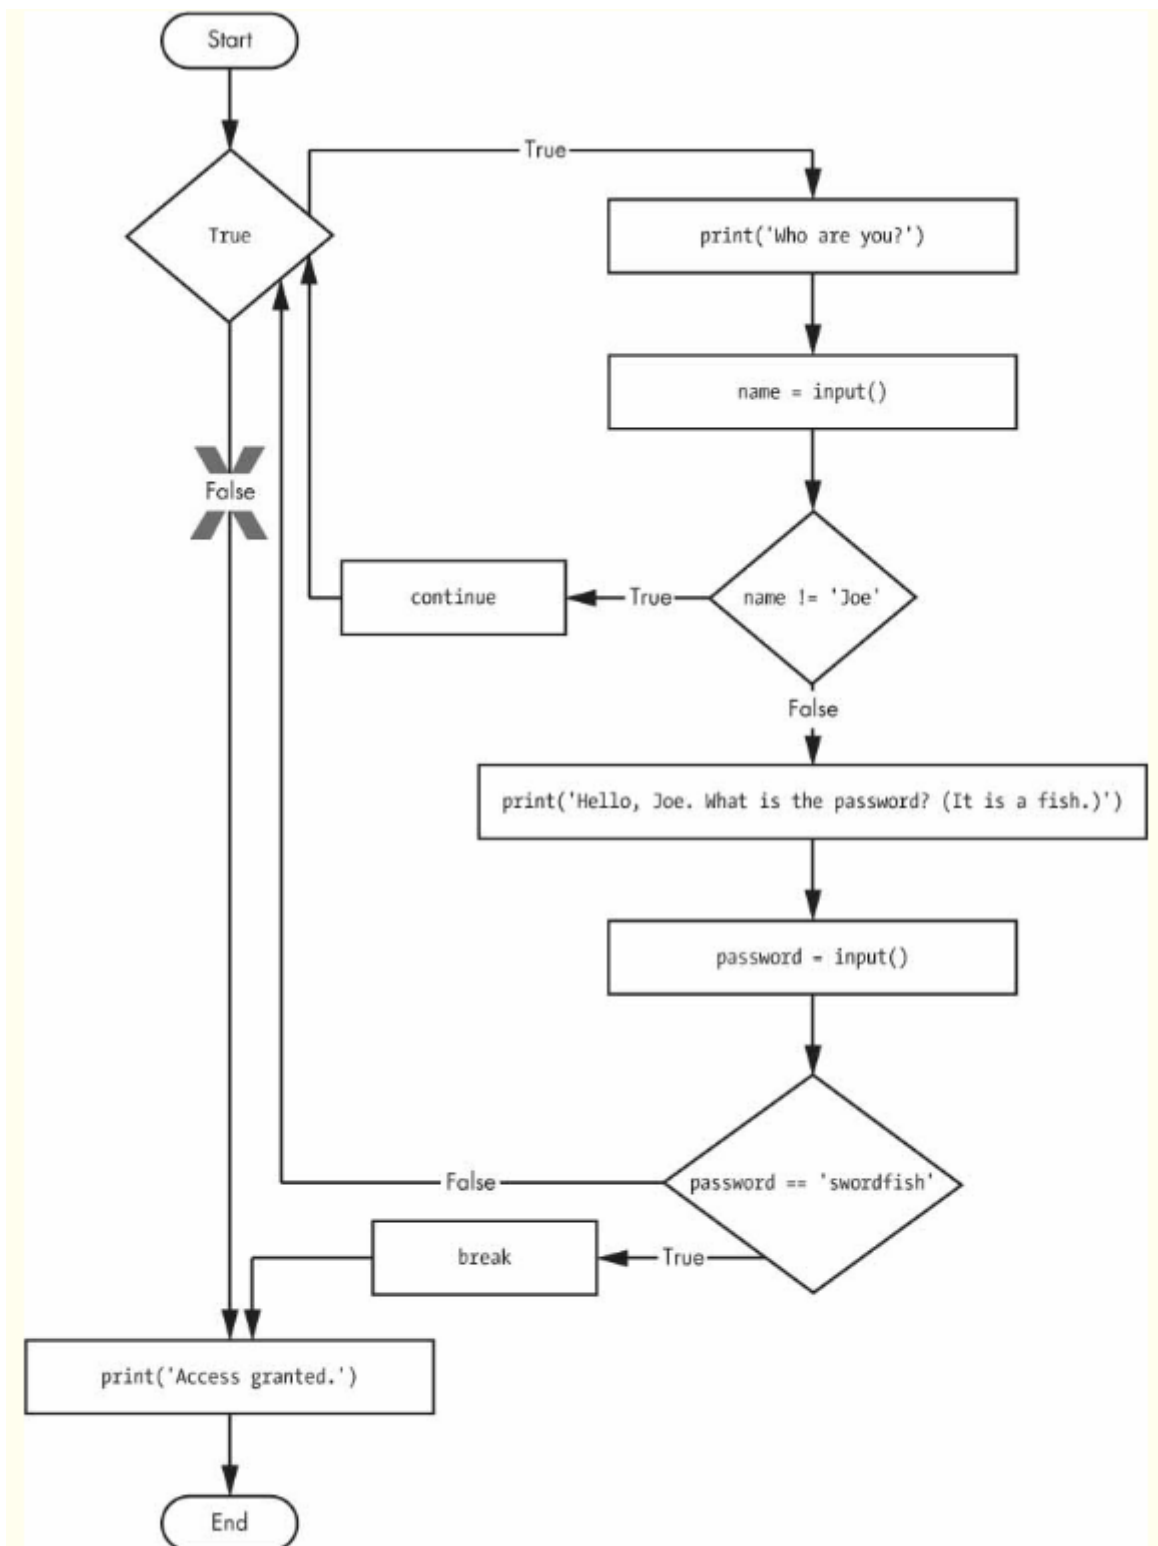 Start
True
True
print('Who are you?')
name = input()
False
continue
True
name != 'Joe'
False
print('Hello, Joe. What is the password? (It is a fish.)')
password = input()
False
password == 'swordfish'
break
True
print('Access granted.')
End